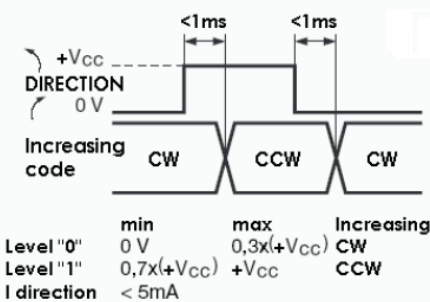 <1ms <1ms
+Vcc
DIRECTION
0 V
Increasing
code
CW CCW CW
min max Increasing
Level "0" 0 V 0,3x(+Vcc) CW
Level "1" 0,7x(+Vcc) +Vcc CCW
I direction < 5mA